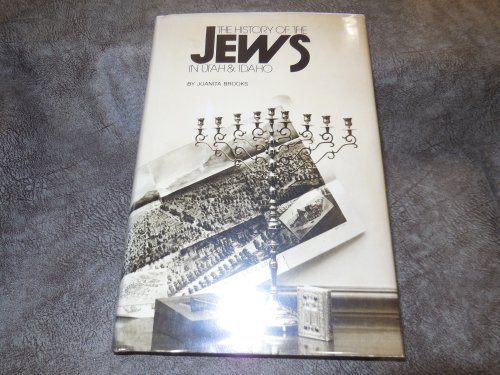 THE HISTORY OF THE
JEWS
IN UTAH & IDAHO
BY JUANITA BROOKS